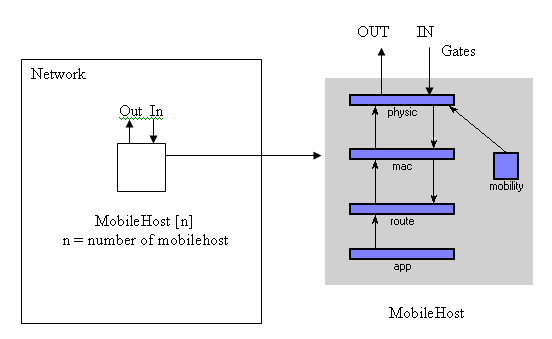 Network
Out In
MobileHost [n]
n = number of mobilehost
OUT IN
Gates
physic
mac
mobility
route
app
MobileHost